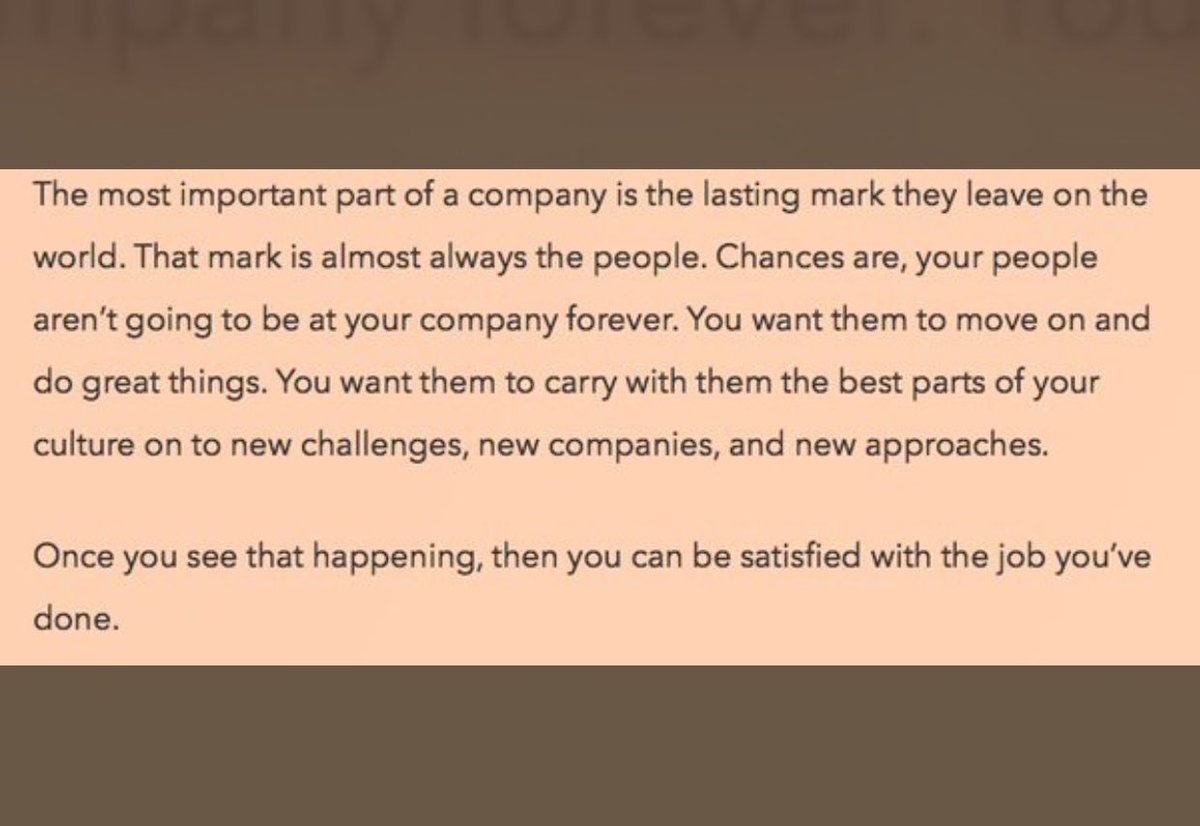 mpany forever. You
The most important part of a company is the lasting mark they leave on the
world. That mark is almost always the people. Chances are, your people
aren’t going to be at your company forever. You want them to move on and
do great things. You want them to carry with them the best parts of your
culture on to new challenges, new companies, and new approaches.
Once you see that happening, then you can be satisfied with the job you’ve
done.